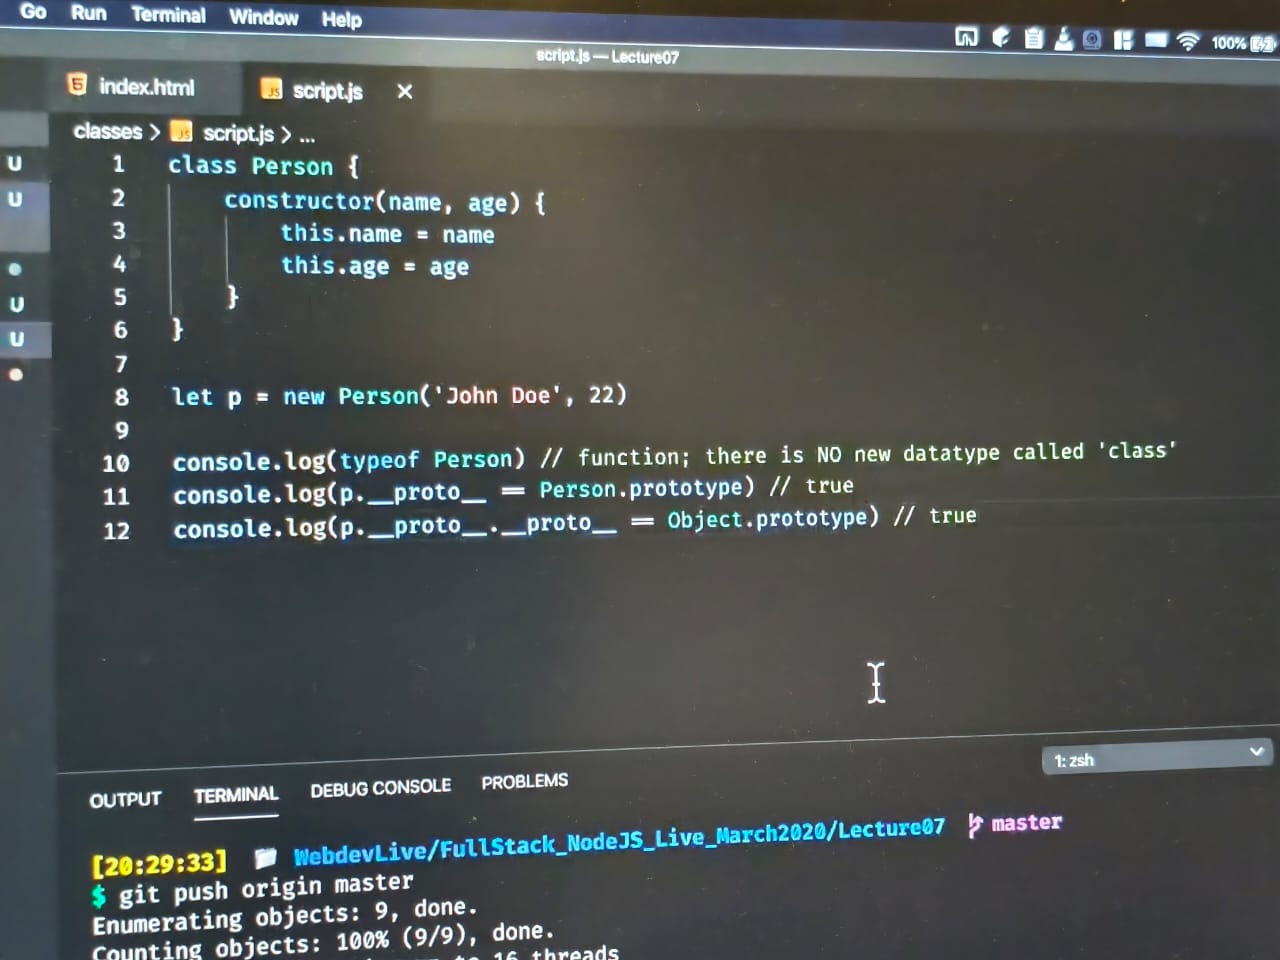 Go Run Terminal Window Help
100%
script.js — Lecture07
index.html script.js
classes > script.js > ...
1 class Person {
2 constructor(name, age) {
3 this.name = name
4 this.age = age
5 }
6 }
7
8 let p = new Person('John Doe', 22)
9
10 console.log(typeof Person) // function; there is NO new datatype called 'class'
11 console.log(p.__proto__ == Person.prototype) // true
12 console.log(p.__proto__.__proto__ == Object.prototype) // true
U
U
U
U
OUTPUT TERMINAL DEBUG CONSOLE PROBLEMS 1: zsh
[20:29:33] WebdevLive/FullStack_NodeJS_Live_March2020/Lecture07 master
$ git push origin master
Enumerating objects: 9, done.
Counting objects: 100% (9/9), done.
16 threads